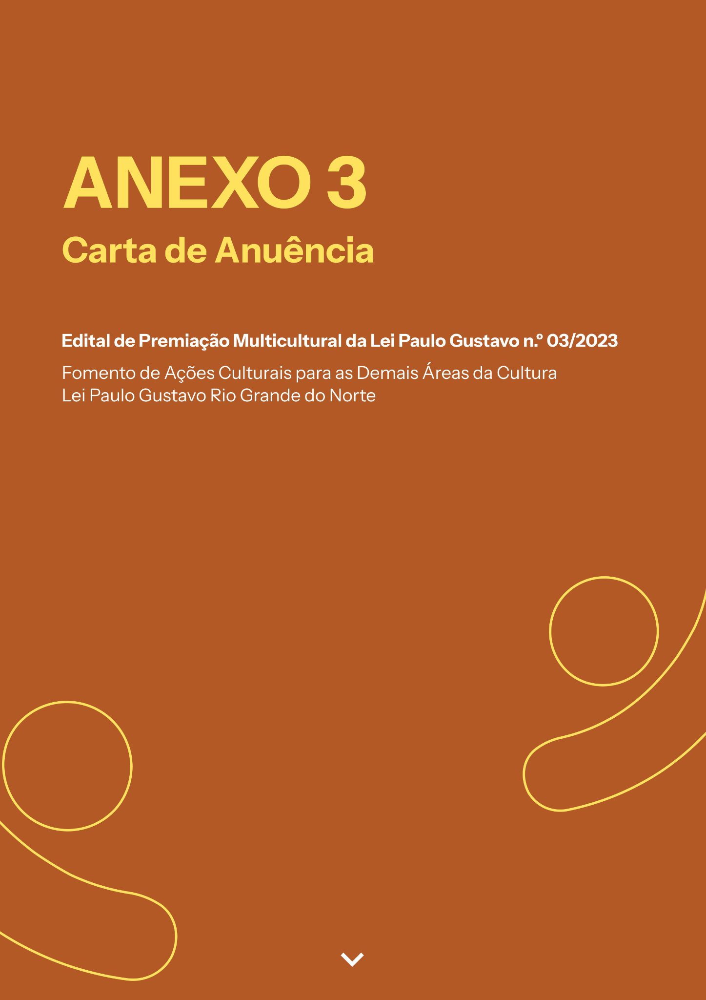 ANEXO 3
Carta de Anuência
Edital de Premiação Multicultural da Lei Paulo Gustavo n.º 03/2023
Fomento de Ações Culturais para as Demais Áreas da Cultura
Lei Paulo Gustavo Rio Grande do Norte